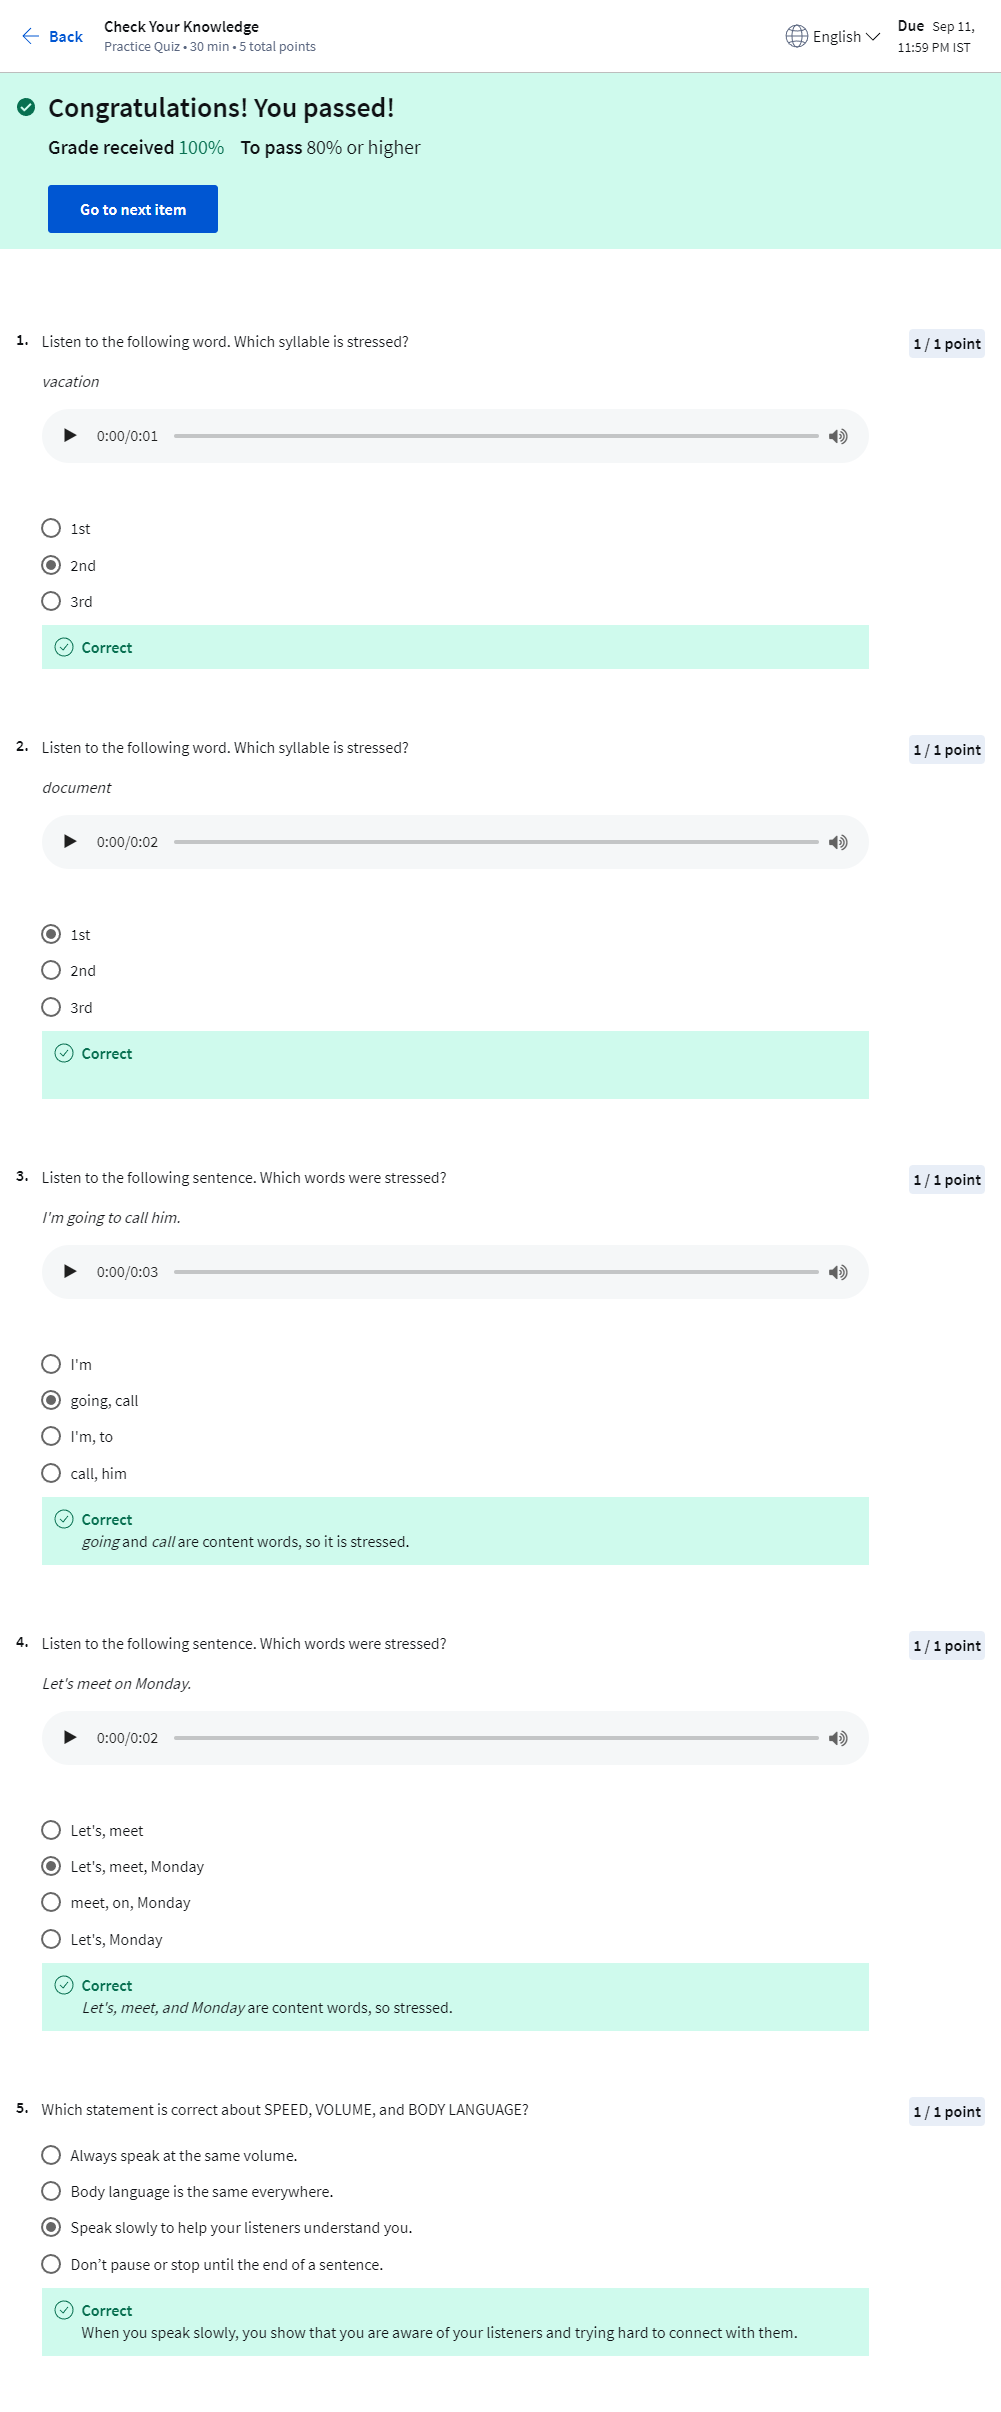 Back
Check Your Knowledge
Practice Quiz • 30 min • 5 total points
English
Due Sep 11,
11:59 PM IST
Congratulations! You passed!
Grade received 100% To pass 80% or higher
Go to next item
1. Listen to the following word. Which syllable is stressed?
1 / 1 point
vacation
0:00/0:01
1st
2nd
3rd
Correct
2. Listen to the following word. Which syllable is stressed?
1 / 1 point
document
0:00/0:02
1st
2nd
3rd
Correct
3. Listen to the following sentence. Which words were stressed?
1 / 1 point
I'm going to call him.
0:00/0:03
I'm
going, call
I'm, to
call, him
Correct
going and call are content words, so it is stressed.
4. Listen to the following sentence. Which words were stressed?
1 / 1 point
Let's meet on Monday.
0:00/0:02
Let's, meet
Let's, meet, Monday
meet, on, Monday
Let's, Monday
Correct
Let's, meet, and Monday are content words, so stressed.
5. Which statement is correct about SPEED, VOLUME, and BODY LANGUAGE?
1 / 1 point
Always speak at the same volume.
Body language is the same everywhere.
Speak slowly to help your listeners understand you.
Don’t pause or stop until the end of a sentence.
Correct
When you speak slowly, you show that you are aware of your listeners and trying hard to connect with them.